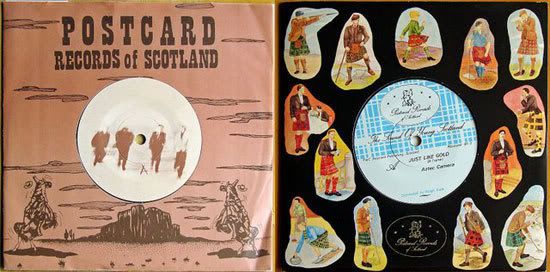 POSTCARD
RECORDS of SCOTLAND
A
Postcard Records
of Scotland
The Sound Of Young Scotland
A
JUST LIKE GOLD
Aztec Camera
Postcard Records
of Scotland